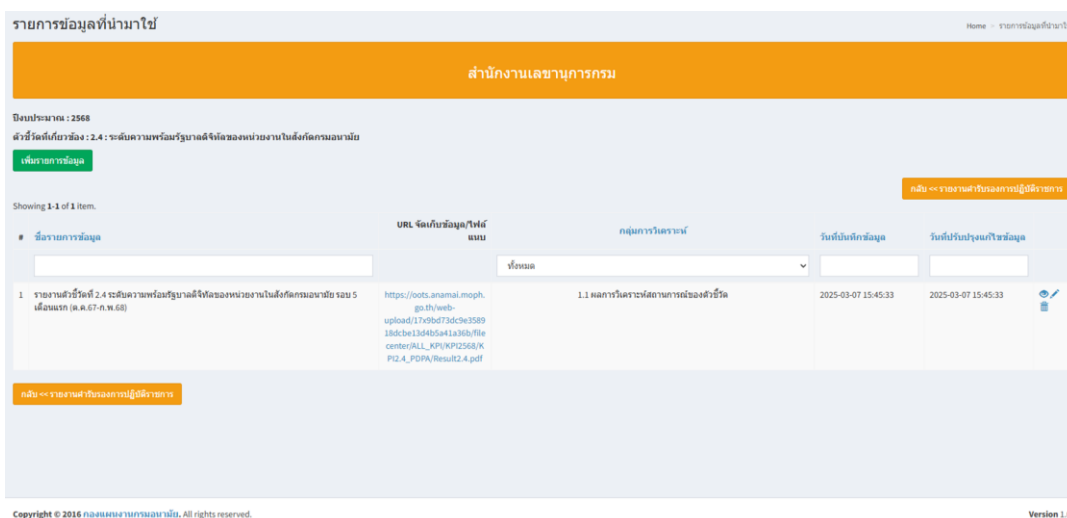 รายการข้อมูลที่นำมาใช้
Home > รายการข้อมูลที่นำมาใช้
สำนักงานเลขานุการกรม
ปีงบประมาณ : 2568
ตัวชี้วัดที่เกี่ยวข้อง : 2.4 : ระดับความพร้อมรัฐบาลดิจิทัลของหน่วยงานในสังกัดกรมอนามัย
เพิ่มรายการข้อมูล
กลับ << รายงานคำรับรองการปฏิบัติราชการ
Showing 1-1 of 1 item.
# ชื่อรายการข้อมูล
URL จัดเก็บข้อมูล/ไฟล์
แนบ
กลุ่มการวิเคราะห์
วันที่บันทึกข้อมูล
วันที่ปรับปรุงแก้ไขข้อมูล
ทั้งหมด
1 รายงานตัวชี้วัดที่ 2.4 ระดับความพร้อมรัฐบาลดิจิทัลของหน่วยงานในสังกัดกรมอนามัย รอบ 5
เดือนแรก (ต.ค.67-ก.พ.68)
https://oots.anamai.moph.
go.th/web-
upload/17x9bd73dc9e3589
18dcbe13d4b5a41a36b/file
center/ALL_KPI/KPI2568/K
PI2.4_PDPA/Result2.4.pdf
1.1 ผลการวิเคราะห์สถานการณ์ของตัวชี้วัด
2025-03-07 15:45:33
2025-03-07 15:45:33
กลับ << รายงานคำรับรองการปฏิบัติราชการ
Copyright © 2016 กองแผนงานกรมอนามัย. All rights reserved.
Version 1.